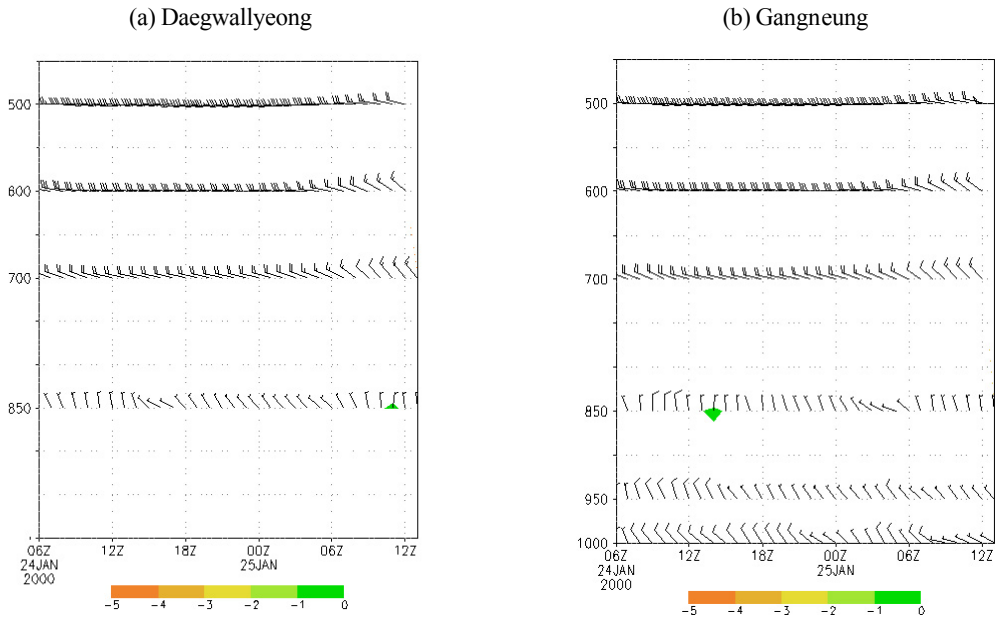 (a) Daegwallyeong
500
600
700
850
06Z 12Z 18Z 00Z 06Z 12Z
24JAN 25JAN
2000
-5 -4 -3 -2 -1 0
(b) Gangneung
500
600
700
850
950
1000
06Z 12Z 18Z 00Z 06Z 12Z
24JAN 25JAN
2000
-5 -4 -3 -2 -1 0